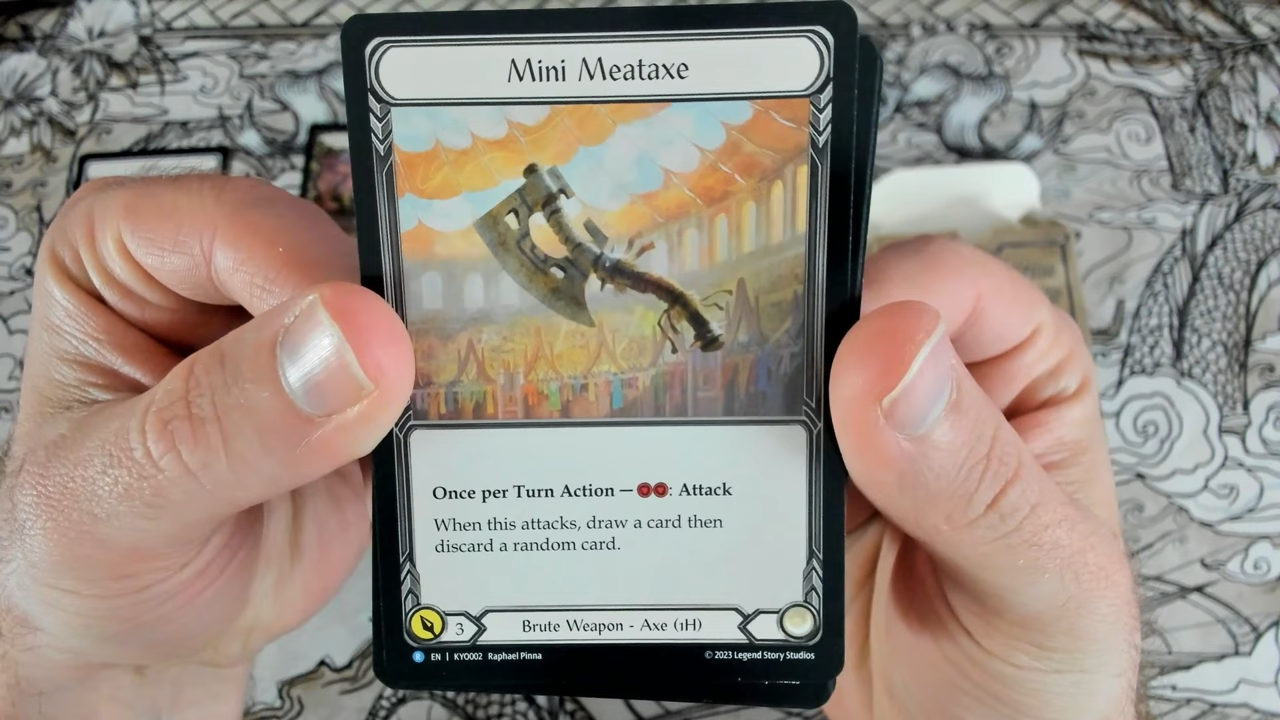 Mini Meataxe
Once per Turn Action — : Attack
When this attacks, draw a card then
discard a random card.
3
Brute Weapon - Axe (1H)
R EN | KYO002 Raphael Pinna © 2023 Legend Story Studios